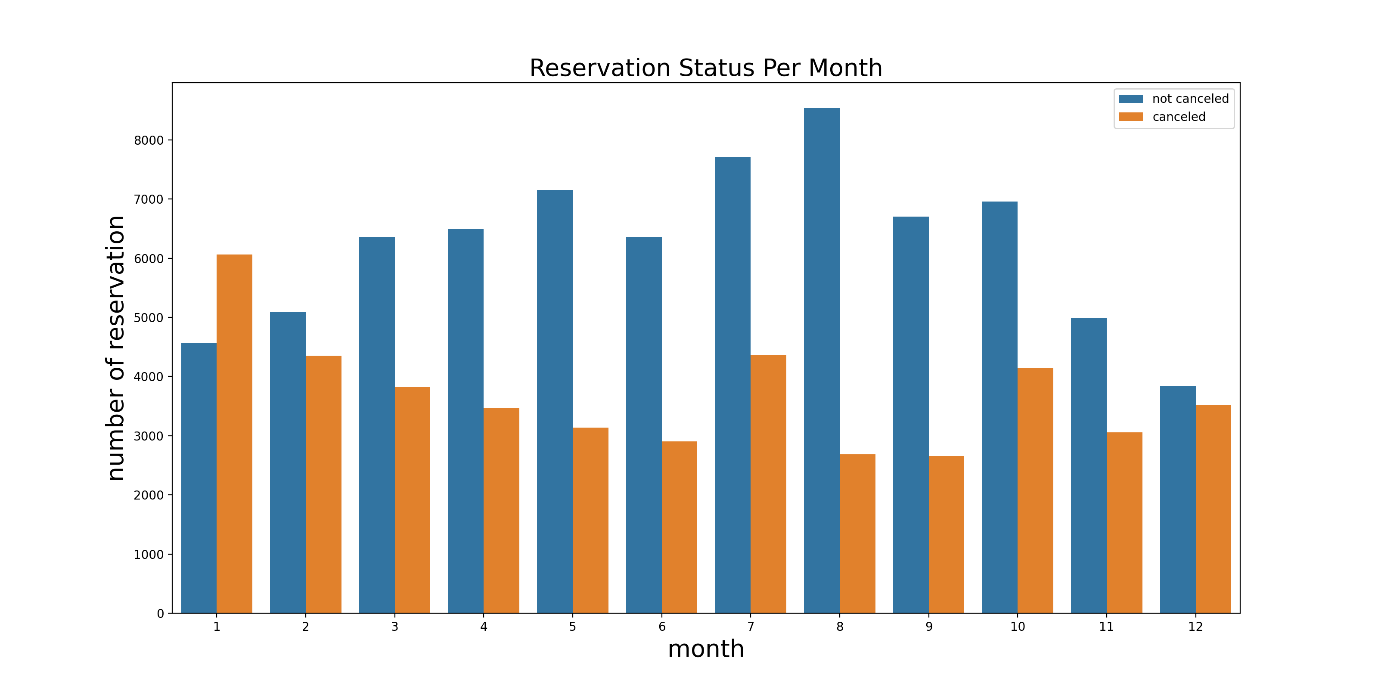 Reservation Status Per Month
not canceled
canceled
number of reservation
8000
7000
6000
5000
4000
3000
2000
1000
0
1 2 3 4 5 6 7 8 9 10 11 12
month